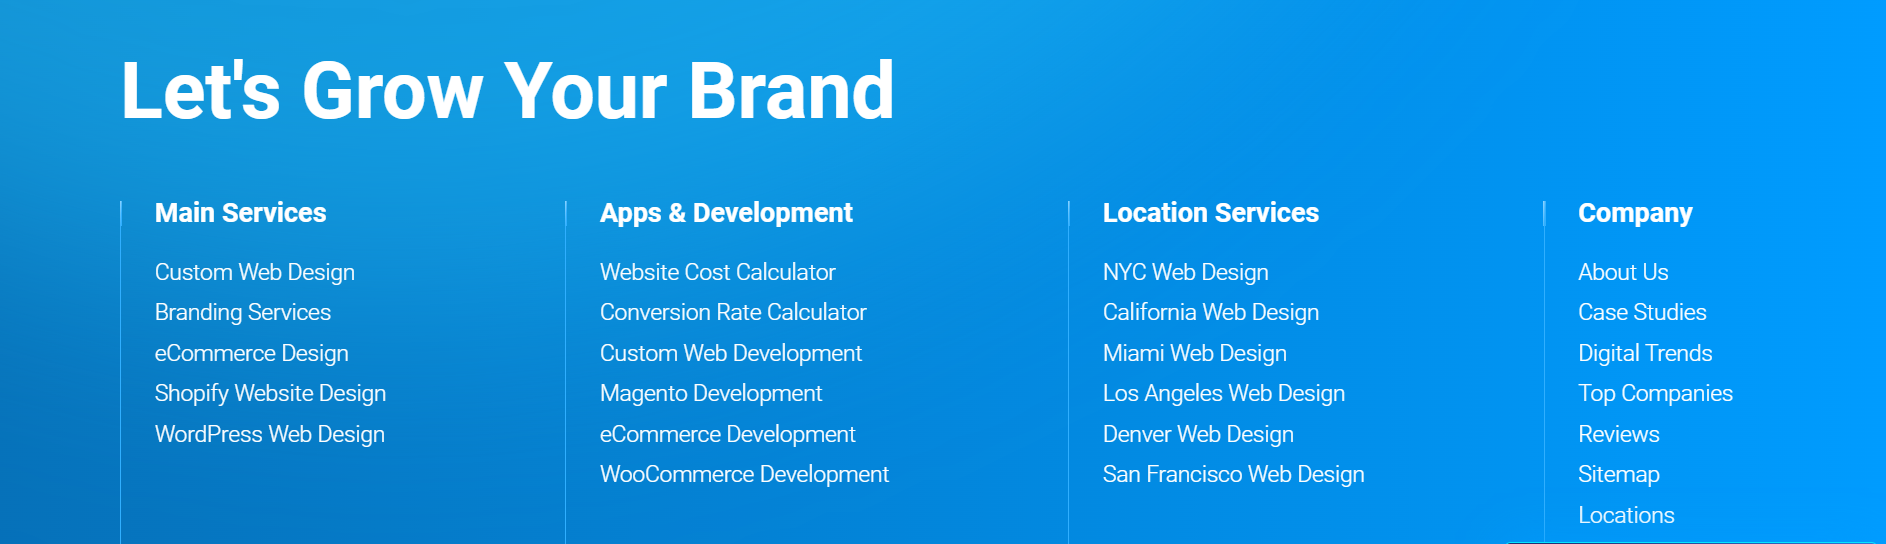 Let's Grow Your Brand
Main Services
Custom Web Design
Branding Services
eCommerce Design
Shopify Website Design
WordPress Web Design
Apps & Development
Website Cost Calculator
Conversion Rate Calculator
Custom Web Development
Magento Development
eCommerce Development
WooCommerce Development
Location Services
NYC Web Design
California Web Design
Miami Web Design
Los Angeles Web Design
Denver Web Design
San Francisco Web Design
Company
About Us
Case Studies
Digital Trends
Top Companies
Reviews
Sitemap
Locations